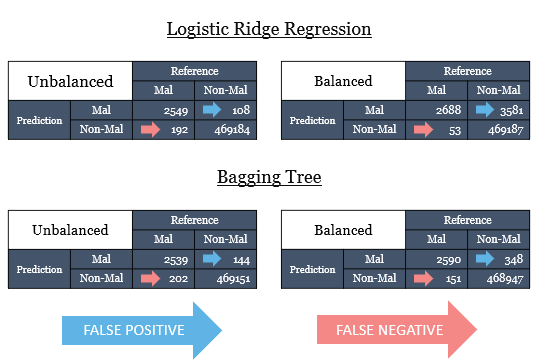 Logistic Ridge Regression
Unbalanced
Reference
Mal Non-Mal
Prediction
Mal 2549 108
Non-Mal 192 469184
Balanced
Reference
Mal Non-Mal
Prediction
Mal 2688 3581
Non-Mal 53 469187
Bagging Tree
Unbalanced
Reference
Mal Non-Mal
Prediction
Mal 2539 144
Non-Mal 202 469151
Balanced
Reference
Mal Non-Mal
Prediction
Mal 2590 348
Non-Mal 151 468947
FALSE POSITIVE
FALSE NEGATIVE